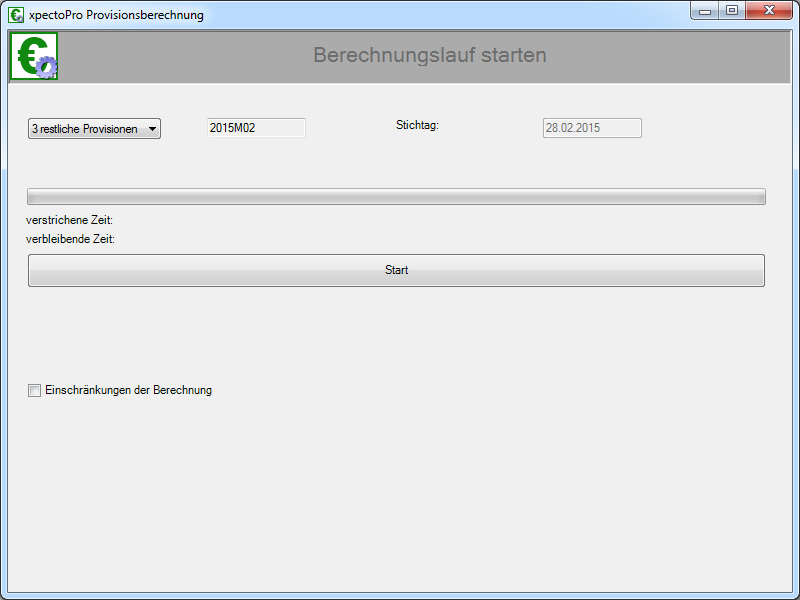 xpectoPro Provisionsberechnung
Berechnungslauf starten
3 restliche Provisionen 2015M02 Stichtag: 28.02.2015
verstrichene Zeit:
verbleibende Zeit:
Start
Einschränkungen der Berechnung